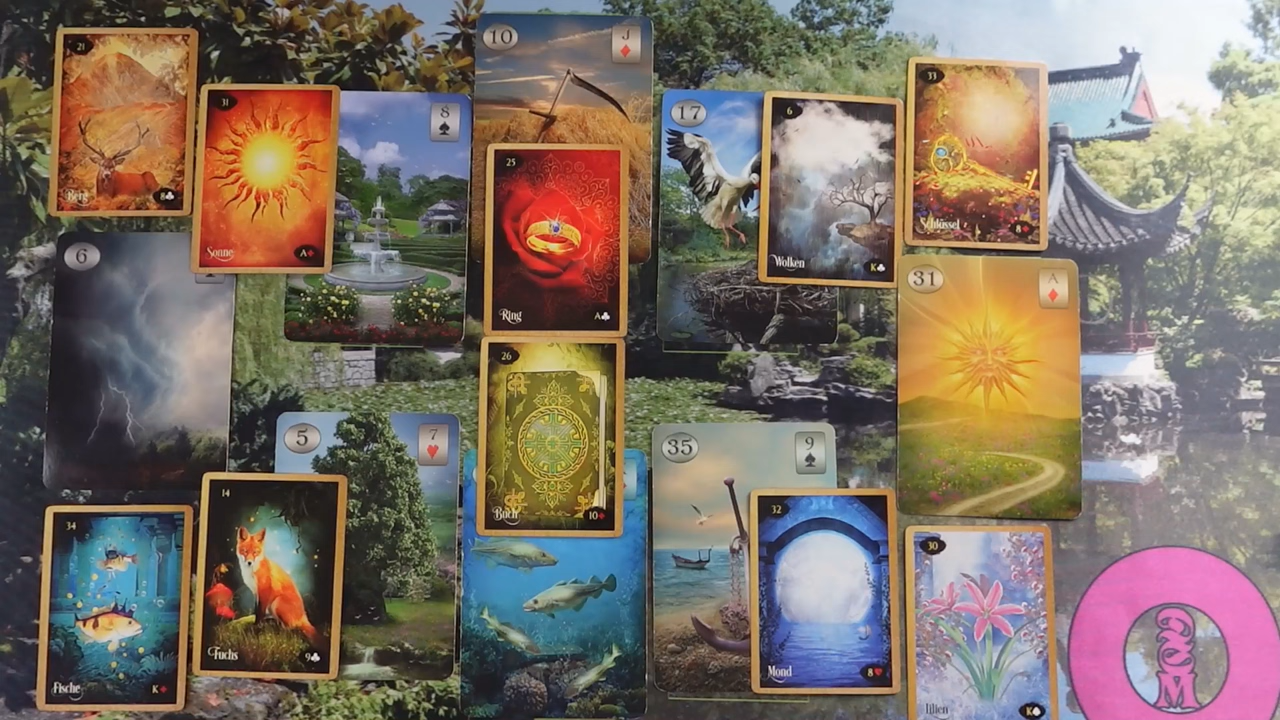 21
Berg
8♣
31
Sonne
A♦
8
♠
10
J
♦
25
Ring
A♣
17
6
Wolken
K♣
33
Schlüssel
8♦
6
31
A
♦
26
Buch
10♦
5
7
♥
35
9
♠
34
Fische
K♦
14
Fuchs
9♣
32
Mond
8♥
30
Lilien